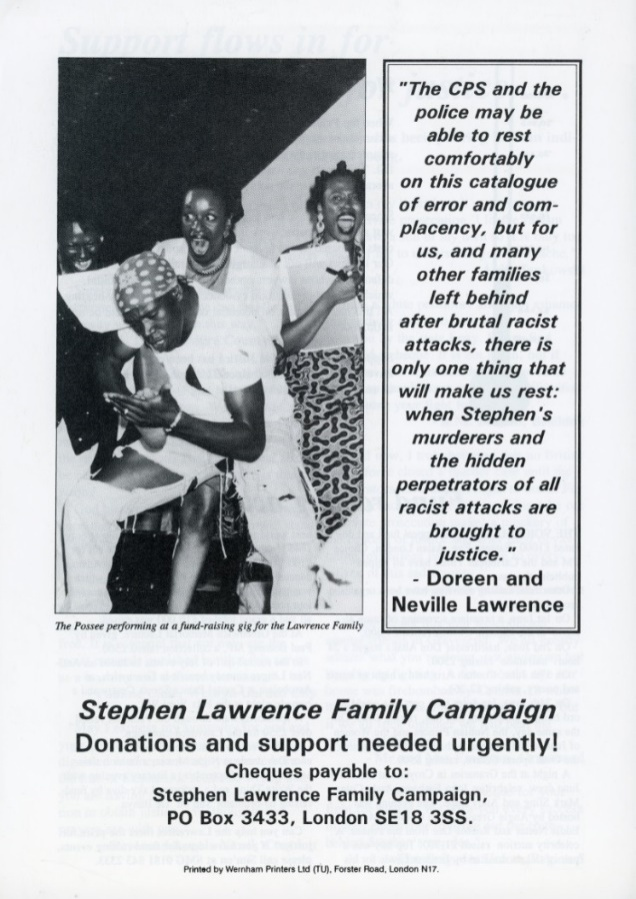 "The CPS and the
police may be
able to rest
comfortably
on this catalogue
of error and com-
placency, but for
us, and many
other families
left behind
after brutal racist
attacks, there is
only one thing that
will make us rest:
when Stephen's
murderers and
the hidden
perpetrators of all
racist attacks are
brought to
justice."
- Doreen and
Neville Lawrence
The Possee performing at a fund-raising gig for the Lawrence Family
Stephen Lawrence Family Campaign
Donations and support needed urgently!
Cheques payable to:
Stephen Lawrence Family Campaign,
PO Box 3433, London SE18 3SS.
Printed by Wernham Printers Ltd (TU), Forster Road, London N17.